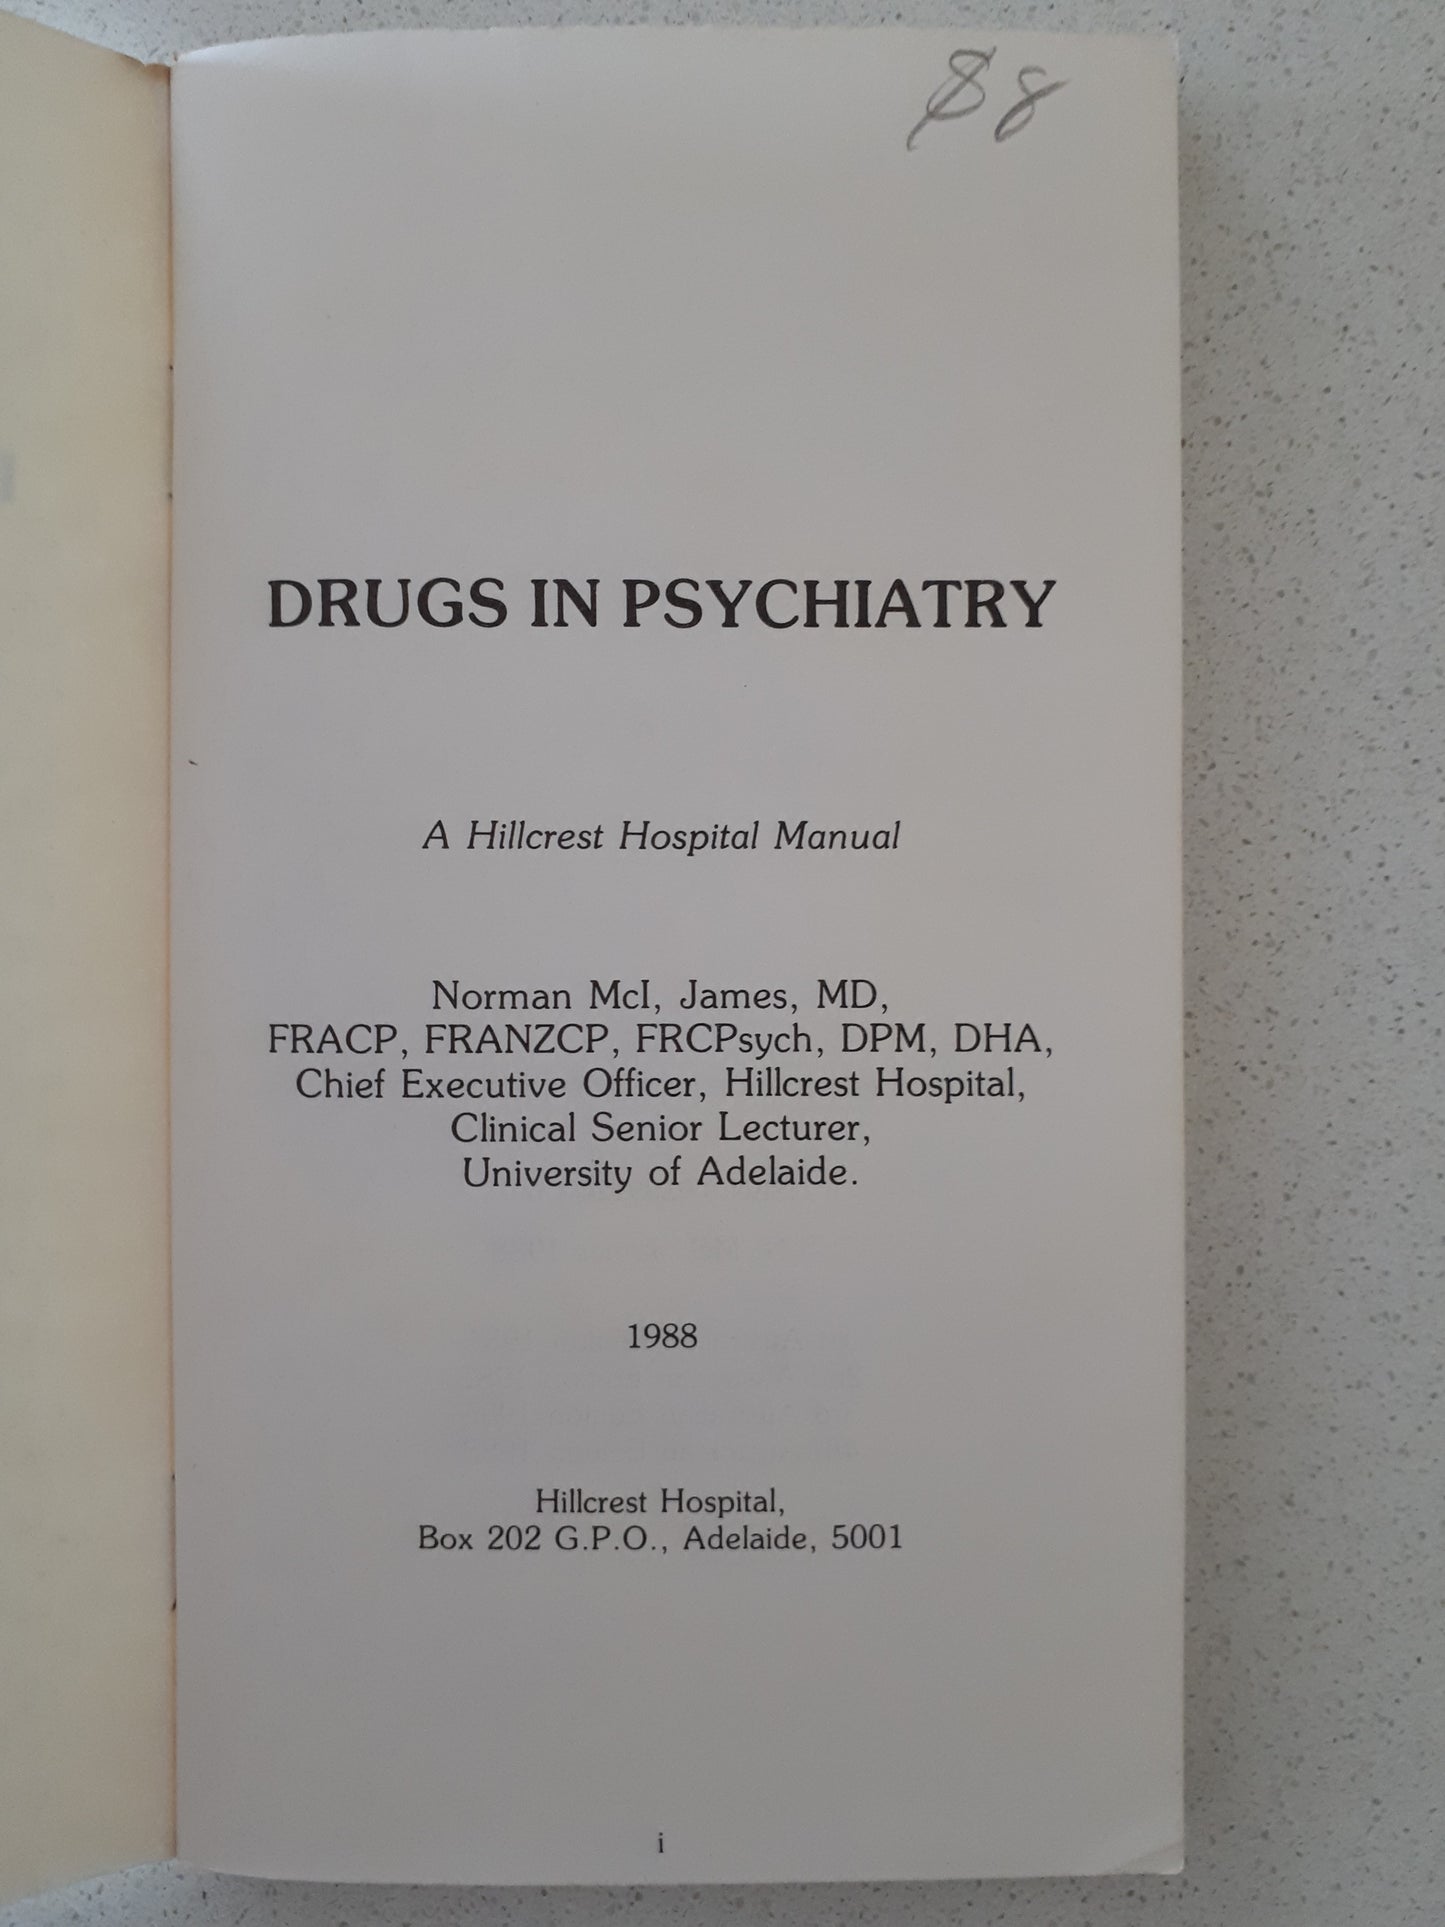 $8
DRUGS IN PSYCHIATRY
A Hillcrest Hospital Manual
Norman McI, James, MD,
FRACP, FRANZCP, FRCPsych, DPM, DHA,
Chief Executive Officer, Hillcrest Hospital,
Clinical Senior Lecturer,
University of Adelaide.
1988
Hillcrest Hospital,
Box 202 G.P.O., Adelaide, 5001
i